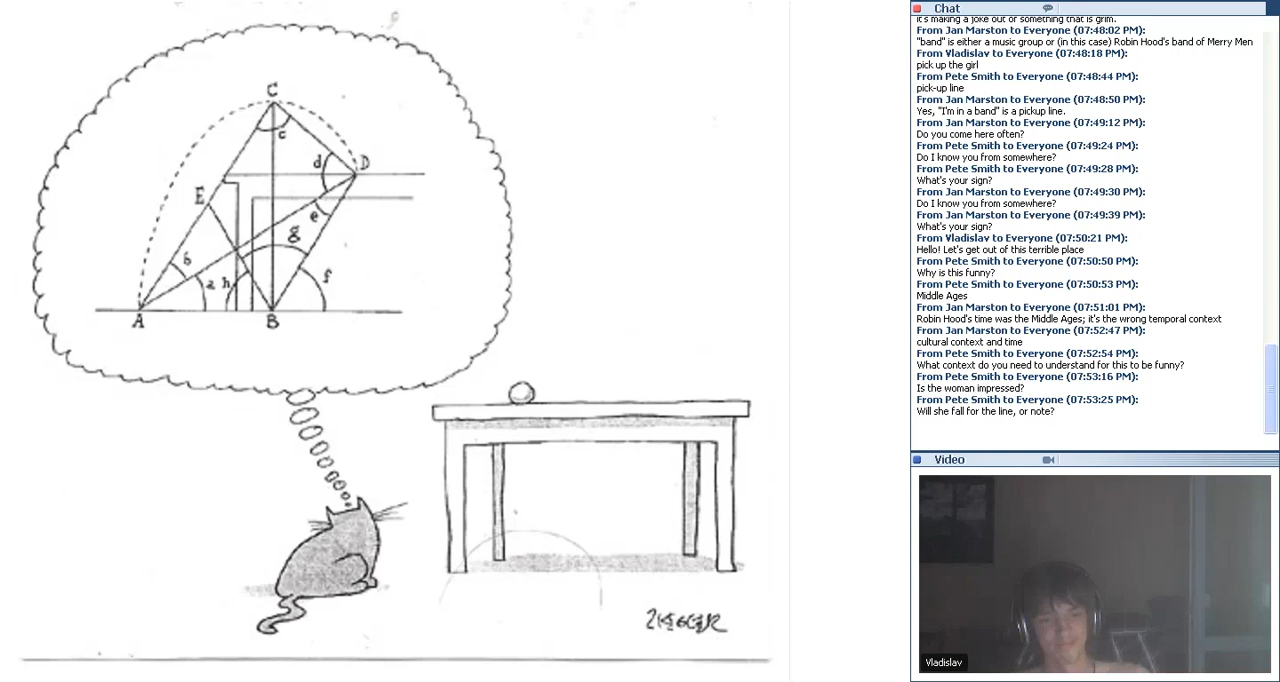 C
c
d
D
E
e
g
b
a
h
f
A
B
Chat
it's making a joke out of something that is grim.
From Jan Marston to Everyone (07:48:02 PM):
"band" is either a music group or (in this case) Robin Hood's band of Merry Men
From Vladislav to Everyone (07:48:18 PM):
pick up the girl
From Pete Smith to Everyone (07:48:44 PM):
pick-up line
From Jan Marston to Everyone (07:48:50 PM):
Yes, "I'm in a band" is a pickup line.
From Jan Marston to Everyone (07:49:12 PM):
Do you come here often?
From Pete Smith to Everyone (07:49:24 PM):
Do I know you from somewhere?
From Pete Smith to Everyone (07:49:28 PM):
What's your sign?
From Jan Marston to Everyone (07:49:30 PM):
Do I know you from somewhere?
From Jan Marston to Everyone (07:49:39 PM):
What's your sign?
From Vladislav to Everyone (07:50:21 PM):
Hello! Let's get out of this terrible place
From Pete Smith to Everyone (07:50:50 PM):
Why is this funny?
From Pete Smith to Everyone (07:50:53 PM):
Middle Ages
From Jan Marston to Everyone (07:51:01 PM):
Robin Hood's time was the Middle Ages; it's the wrong temporal context
From Jan Marston to Everyone (07:52:47 PM):
cultural context and time
From Pete Smith to Everyone (07:52:54 PM):
What context do you need to understand for this to be funny?
From Pete Smith to Everyone (07:53:16 PM):
Is the woman impressed?
From Pete Smith to Everyone (07:53:25 PM):
Will she fall for the line, or note?
Video
Vladislav